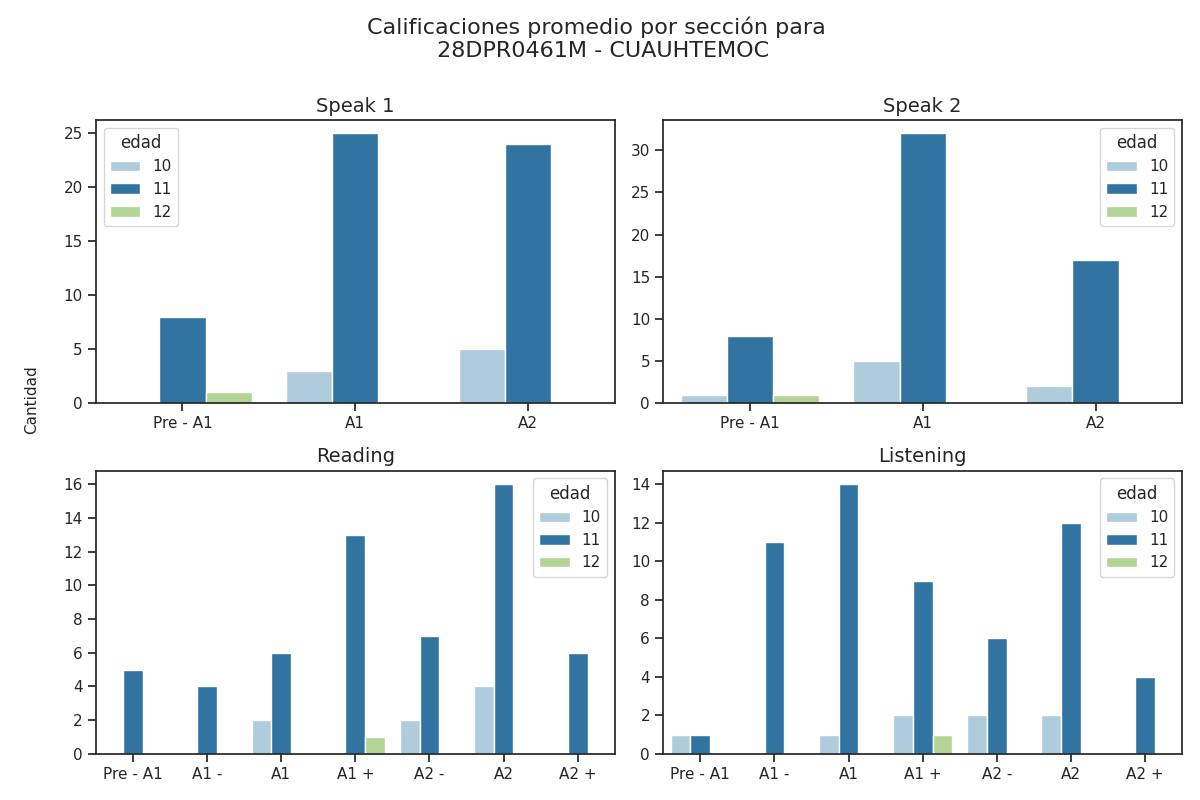 Calificaciones promedio por sección para
28DPR0461M - CUAUHTEMOC
Cantidad
Speak 1
25
20
15
10
5
0
edad
10
11
12
Pre - A1 A1 A2
Speak 2
30
25
20
15
10
5
0
edad
10
11
12
Pre - A1 A1 A2
Reading
16
14
12
10
8
6
4
2
0
edad
10
11
12
Pre - A1 A1 - A1 A1 + A2 - A2 A2 +
Listening
14
12
10
8
6
4
2
0
edad
10
11
12
Pre - A1 A1 - A1 A1 + A2 - A2 A2 +